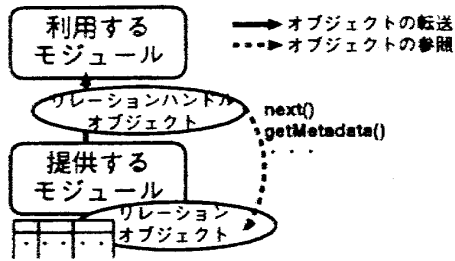 利用する
モジュール
オブジェクトの転送
オブジェクトの参照
リレーションハンドル
オブジェクト
next()
getMetadata()
. . .
提供する
モジュール
リレーション
オブジェクト